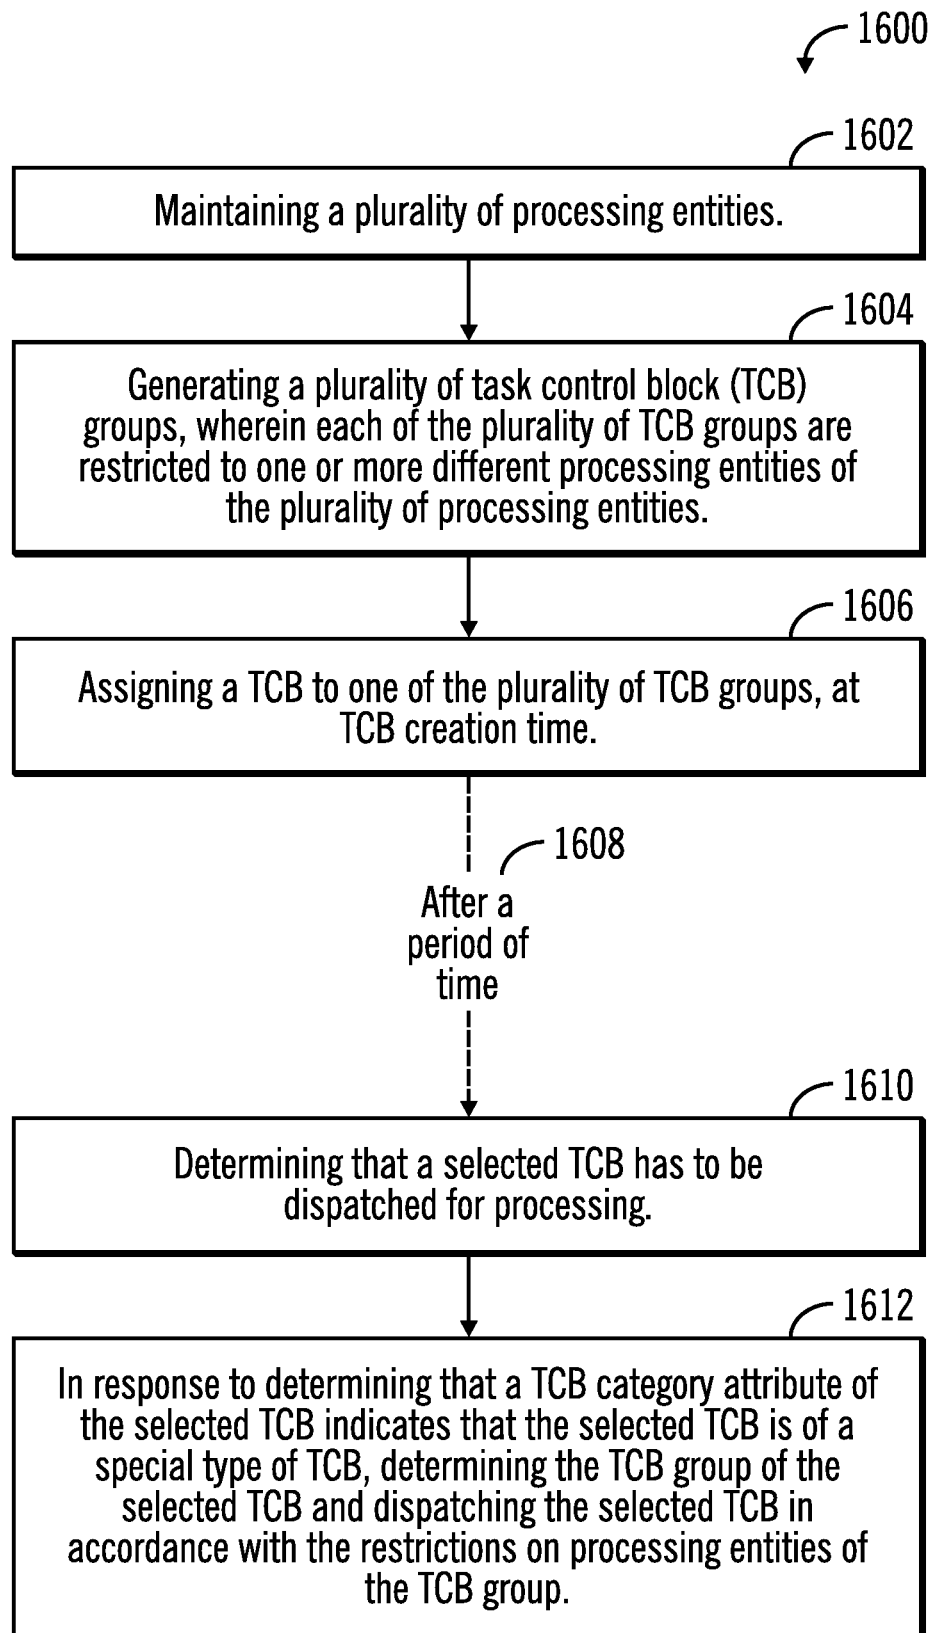 1600
1602
Maintaining a plurality of processing entities.
1604
Generating a plurality of task control block (TCB)
groups, wherein each of the plurality of TCB groups are
restricted to one or more different processing entities of
the plurality of processing entities.
1606
Assigning a TCB to one of the plurality of TCB groups, at
TCB creation time.
1608
After a
period of
time
1610
Determining that a selected TCB has to be
dispatched for processing.
1612
In response to determining that a TCB category attribute of
the selected TCB indicates that the selected TCB is of a
special type of TCB, determining the TCB group of the
selected TCB and dispatching the selected TCB in
accordance with the restrictions on processing entities of
the TCB group.